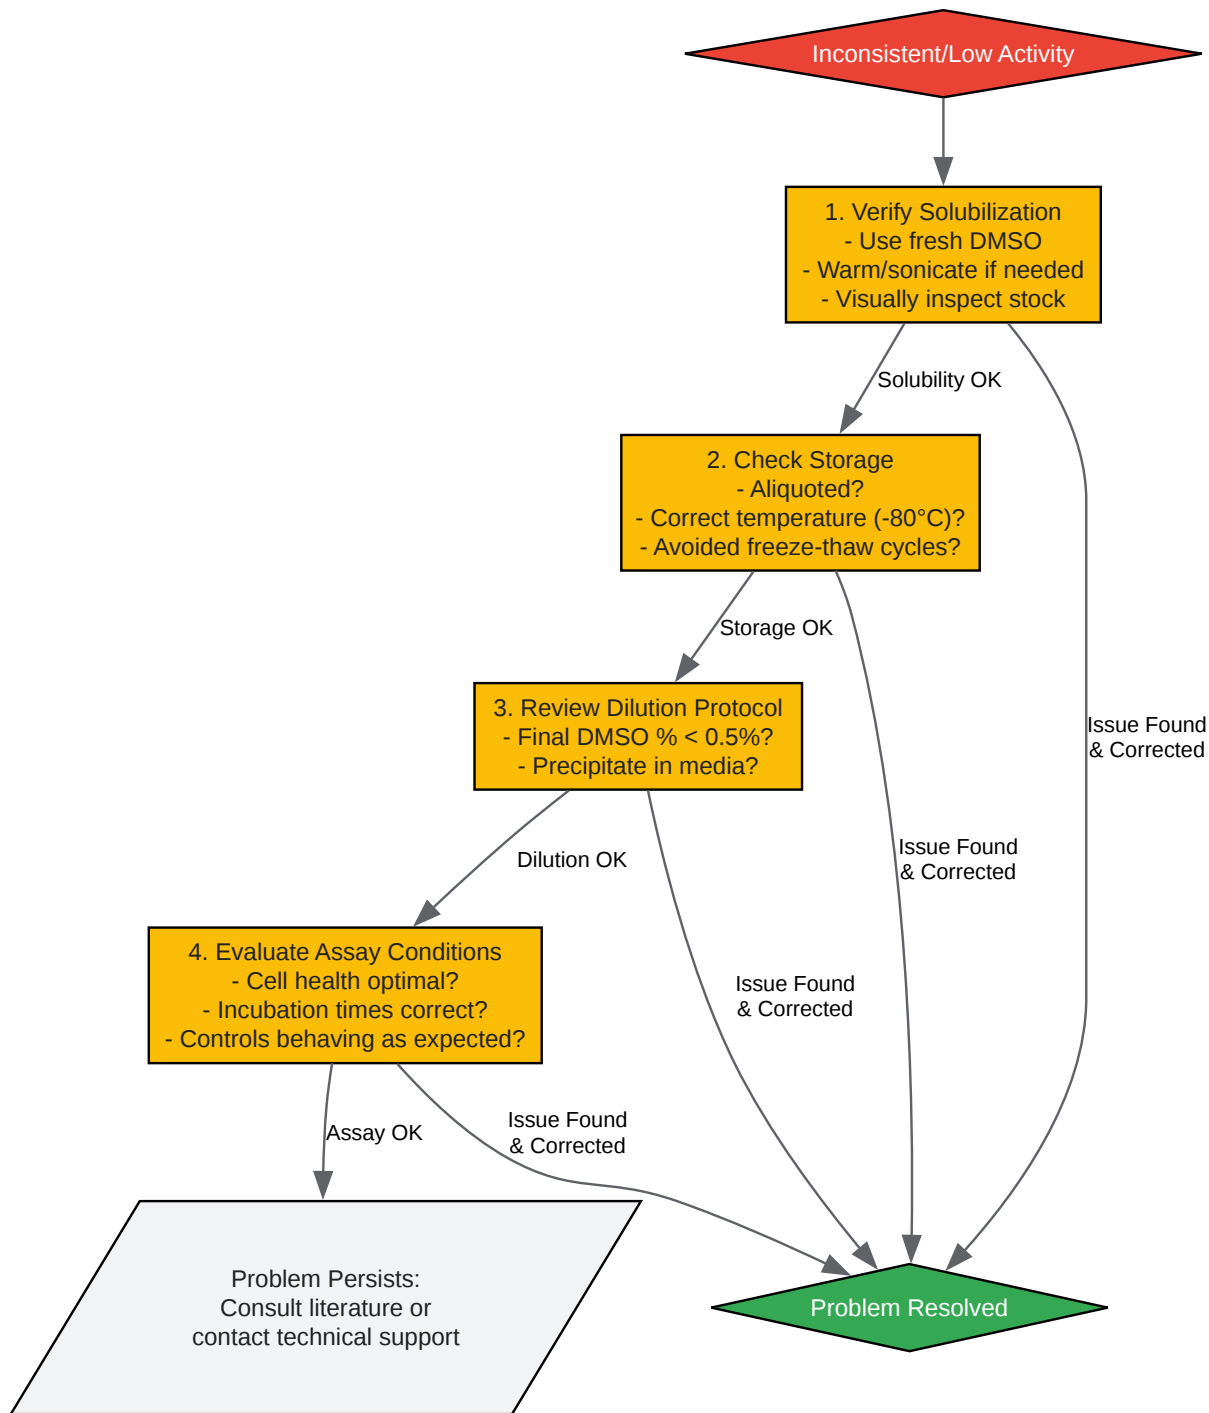 Inconsistent/Low Activity
1. Verify Solubilization
- Use fresh DMSO
- Warm/sonicate if needed
- Visually inspect stock
Solubility OK
2. Check Storage
- Aliquoted?
- Correct temperature (-80°C)?
- Avoided freeze-thaw cycles?
Storage OK
3. Review Dilution Protocol
- Final DMSO % < 0.5%?
- Precipitate in media?
Issue Found
& Corrected
Issue Found
& Corrected
Dilution OK
4. Evaluate Assay Conditions
- Cell health optimal?
- Incubation times correct?
- Controls behaving as expected?
Issue Found
& Corrected
Assay OK
Issue Found
& Corrected
Problem Persists:
Consult literature or
contact technical support
Problem Resolved